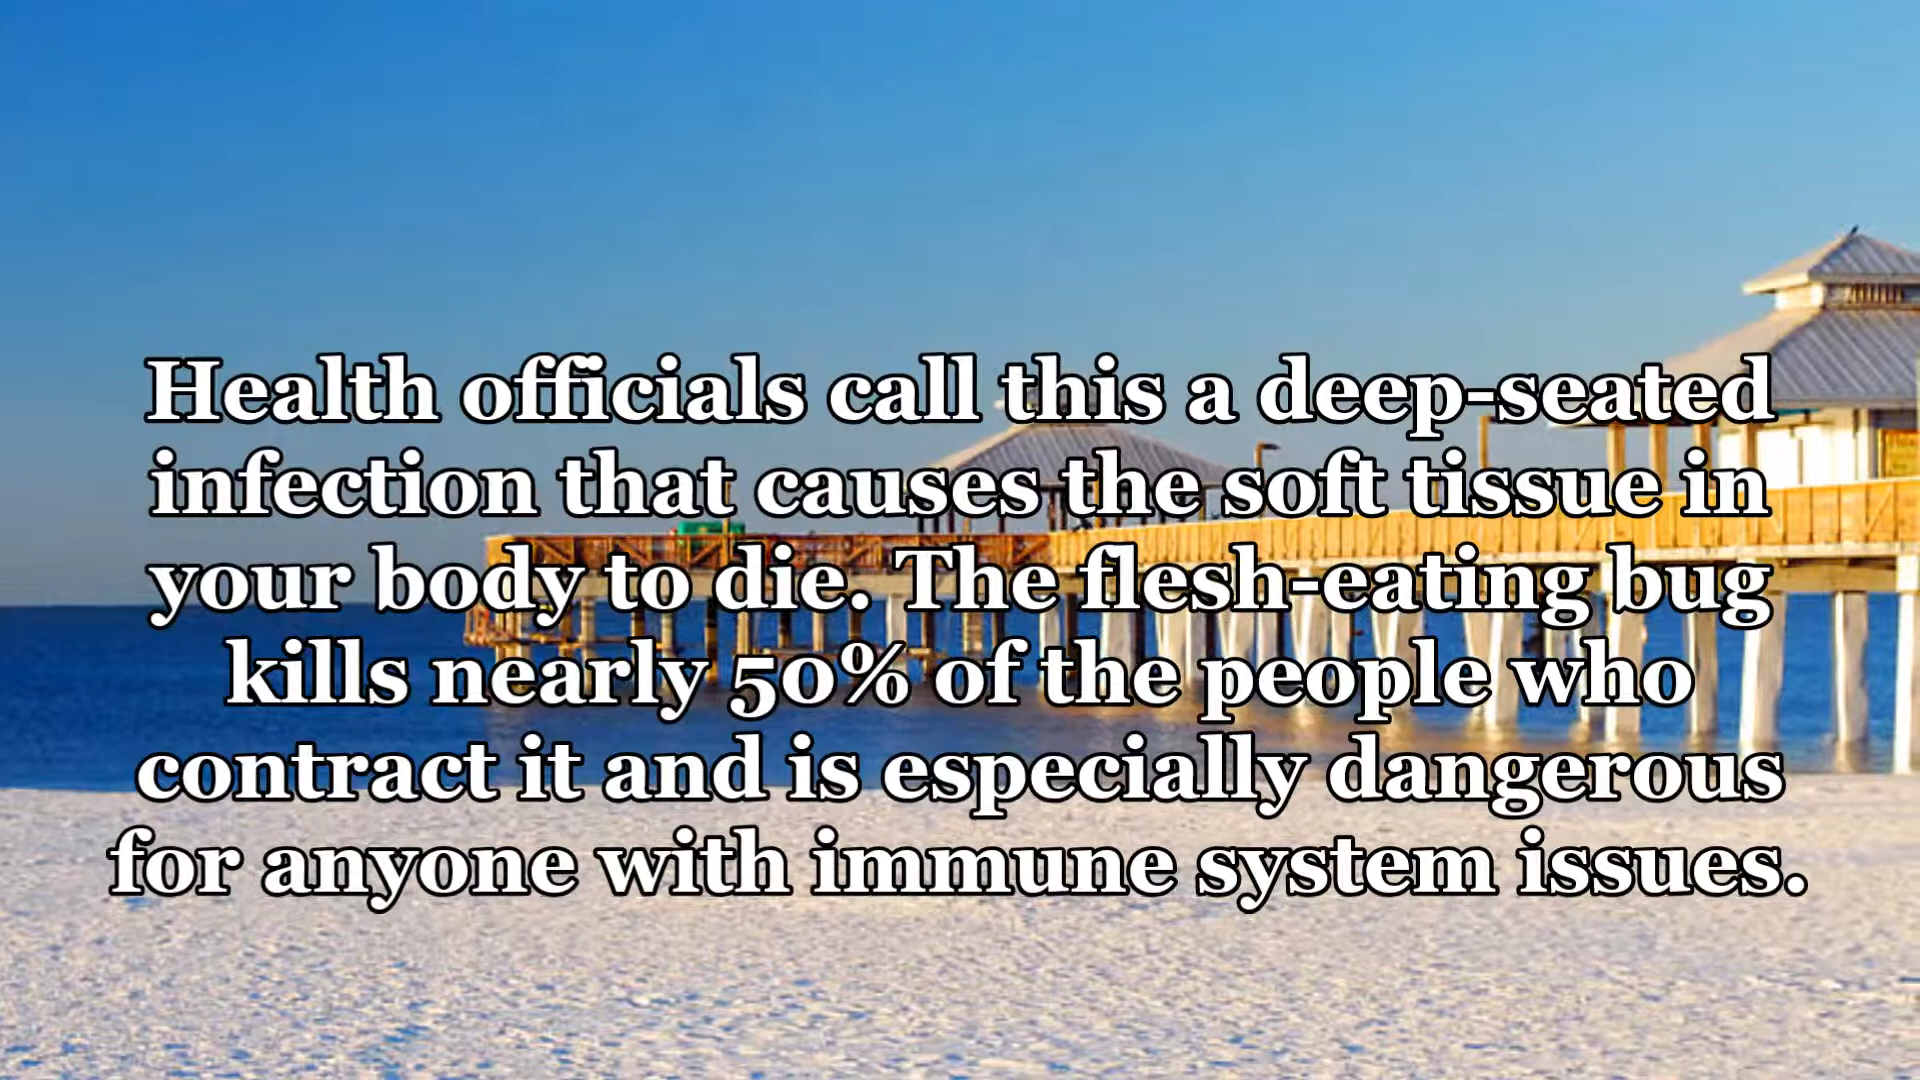 Health officials call this a deep-seated
infection that causes the soft tissue in
your body to die. The flesh-eating bug
kills nearly 50% of the people who
contract it and is especially dangerous
for anyone with immune system issues.